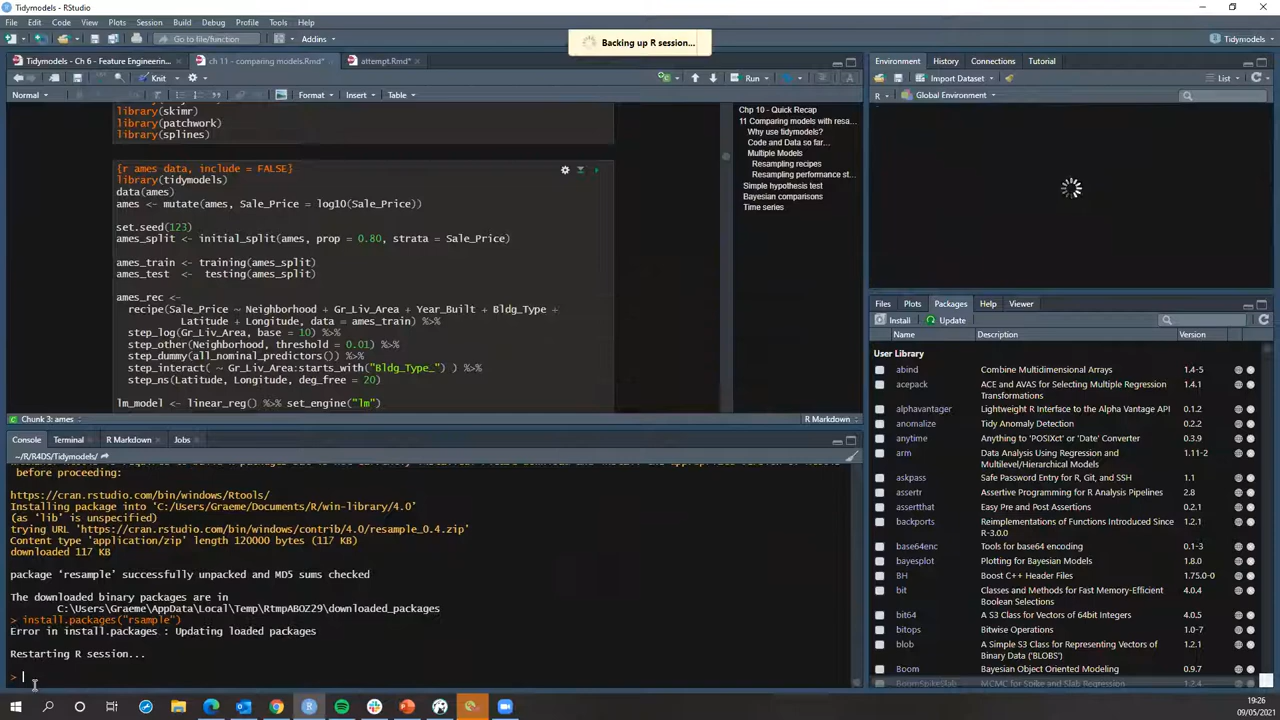 Tidymodels - RStudio
File Edit Code View Plots Session Build Debug Profile Tools Help
Go to file/function Addins Tidymodels
Backing up R session...
Tidymodels - Ch 6 - Feature Engineerin... ch 11 - comparing models.Rmd* attempt.Rmd*
Knit Run
Normal Format Insert Table
library(skimr)
library(patchwork)
library(splines)
{r ames data, include = FALSE}
library(tidymodels)
data(ames)
ames <- mutate(ames, Sale_Price = log10(Sale_Price))
set.seed(123)
ames_split <- initial_split(ames, prop = 0.80, strata = Sale_Price)
ames_train <- training(ames_split)
ames_test <- testing(ames_split)
ames_rec <-
recipe(Sale_Price ~ Neighborhood + Gr_Liv_Area + Year_Built + Bldg_Type +
Latitude + Longitude, data = ames_train) %>%
step_log(Gr_Liv_Area, base = 10) %>%
step_other(Neighborhood, threshold = 0.01) %>%
step_dummy(all_nominal_predictors()) %>%
step_interact( ~ Gr_Liv_Area:starts_with("Bldg_Type_") ) %>%
step_ns(Latitude, Longitude, deg_free = 20)
lm_model <- linear_reg() %>% set_engine("lm")
Chp 10 - Quick Recap
11 Comparing models with resa...
Why use tidymodels?
Code and Data so far...
Multiple Models
Resampling recipes
Resampling performance st...
Simple hypothesis test
Bayesian comparisons
Time series
Chunk 3: ames R Markdown
Console Terminal R Markdown Jobs
~/R/R4DS/Tidymodels/
before proceeding:
https://cran.rstudio.com/bin/windows/Rtools/
Installing package into ‘C:/Users/Graeme/Documents/R/win-library/4.0’
(as ‘lib’ is unspecified)
trying URL 'https://cran.rstudio.com/bin/windows/contrib/4.0/resample_0.4.zip'
Content type 'application/zip' length 120000 bytes (117 KB)
downloaded 117 KB
package ‘resample’ successfully unpacked and MD5 sums checked
The downloaded binary packages are in
C:\Users\Graeme\AppData\Local\Temp\RtmpABOZ29\downloaded_packages
> install.packages("rsample")
Error in install.packages : Updating loaded packages
Restarting R session...
>
Environment History Connections Tutorial
Import Dataset List
R Global Environment
Files Plots Packages Help Viewer
Install Update
Name Description Version
User Library
abind Combine Multidimensional Arrays 1.4-5
acepack ACE and AVAS for Selecting Multiple Regression Transformations 1.4.1
alphavantager Lightweight R Interface to the Alpha Vantage API 0.1.2
anomalize Tidy Anomaly Detection 0.2.2
anytime Anything to 'POSIXct' or 'Date' Converter 0.3.9
arm Data Analysis Using Regression and Multilevel/Hierarchical Models 1.11-2
askpass Safe Password Entry for R, Git, and SSH 1.1
assertr Assertive Programming for R Analysis Pipelines 2.8
assertthat Easy Pre and Post Assertions 0.2.1
backports Reimplementations of Functions Introduced Since R-3.0.0 1.2.1
base64enc Tools for base64 encoding 0.1-3
bayesplot Plotting for Bayesian Models 1.8.0
BH Boost C++ Header Files 1.75.0-0
bit Classes and Methods for Fast Memory-Efficient Boolean Selections 4.0.4
bit64 A S3 Class for Vectors of 64bit Integers 4.0.5
bitops Bitwise Operations 1.0-7
blob A Simple S3 Class for Representing Vectors of Binary Data ('BLOBS') 1.2.1
Boom Bayesian Object Oriented Modeling 0.9.7
BoomSpikeSlab MCMC for Spike and Slab Regression 1.2.4
19:26
09/05/2021